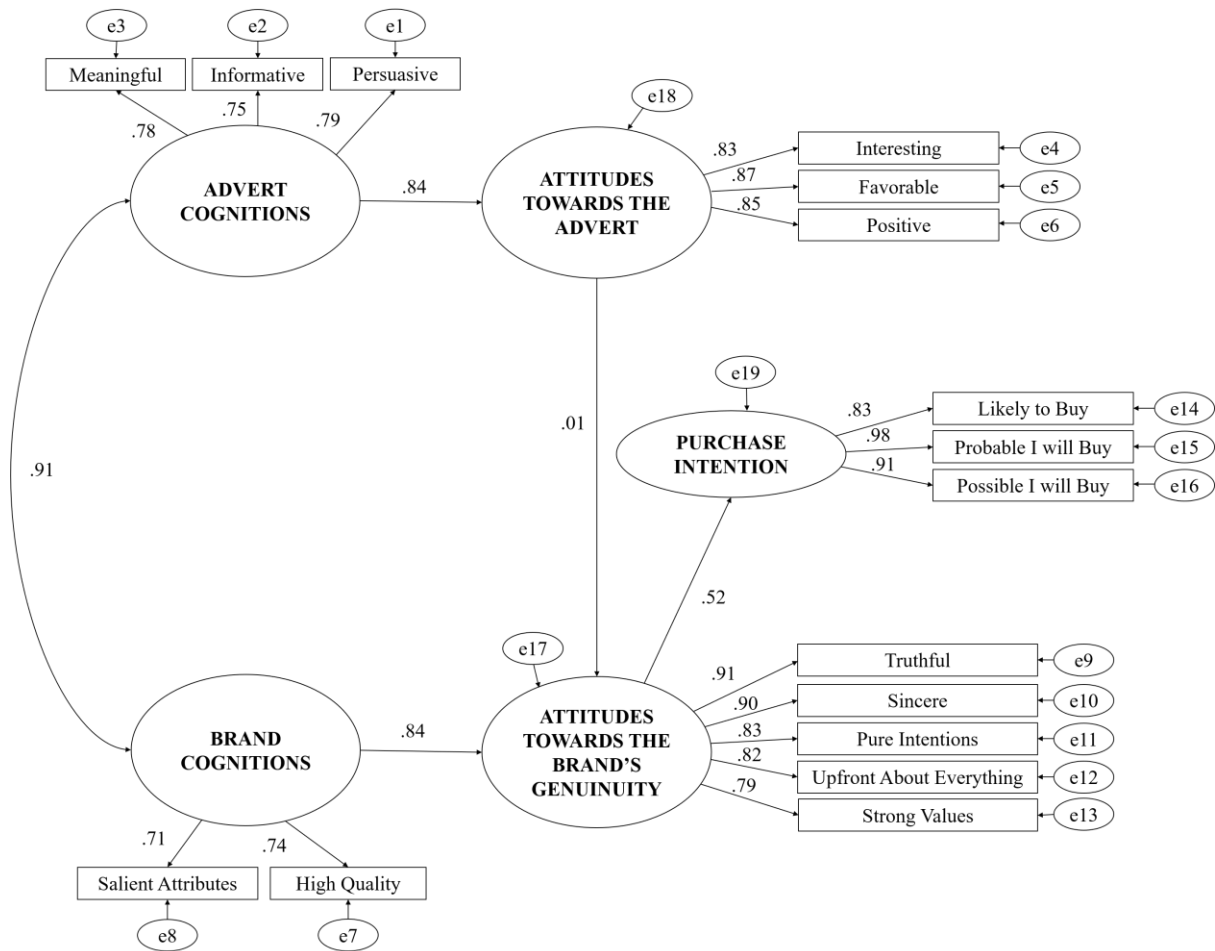 e3
e2
e1
Meaningful
Informative
Persuasive
.78
.75
.79
ADVERT
COGNITIONS
.84
e18
ATTITUDES
TOWARDS THE
ADVERT
.83
.87
.85
Interesting
Favorable
Positive
e4
e5
e6
.91
.01
e19
PURCHASE
INTENTION
.83
.98
.91
Likely to Buy
Probable I will Buy
Possible I will Buy
e14
e15
e16
.52
BRAND
COGNITIONS
.84
e17
ATTITUDES
TOWARDS THE
BRAND’S
GENUINUITY
.91
.90
.83
.82
.79
Truthful
Sincere
Pure Intentions
Upfront About Everything
Strong Values
e9
e10
e11
e12
e13
.71
.74
Salient Attributes
High Quality
e8
e7